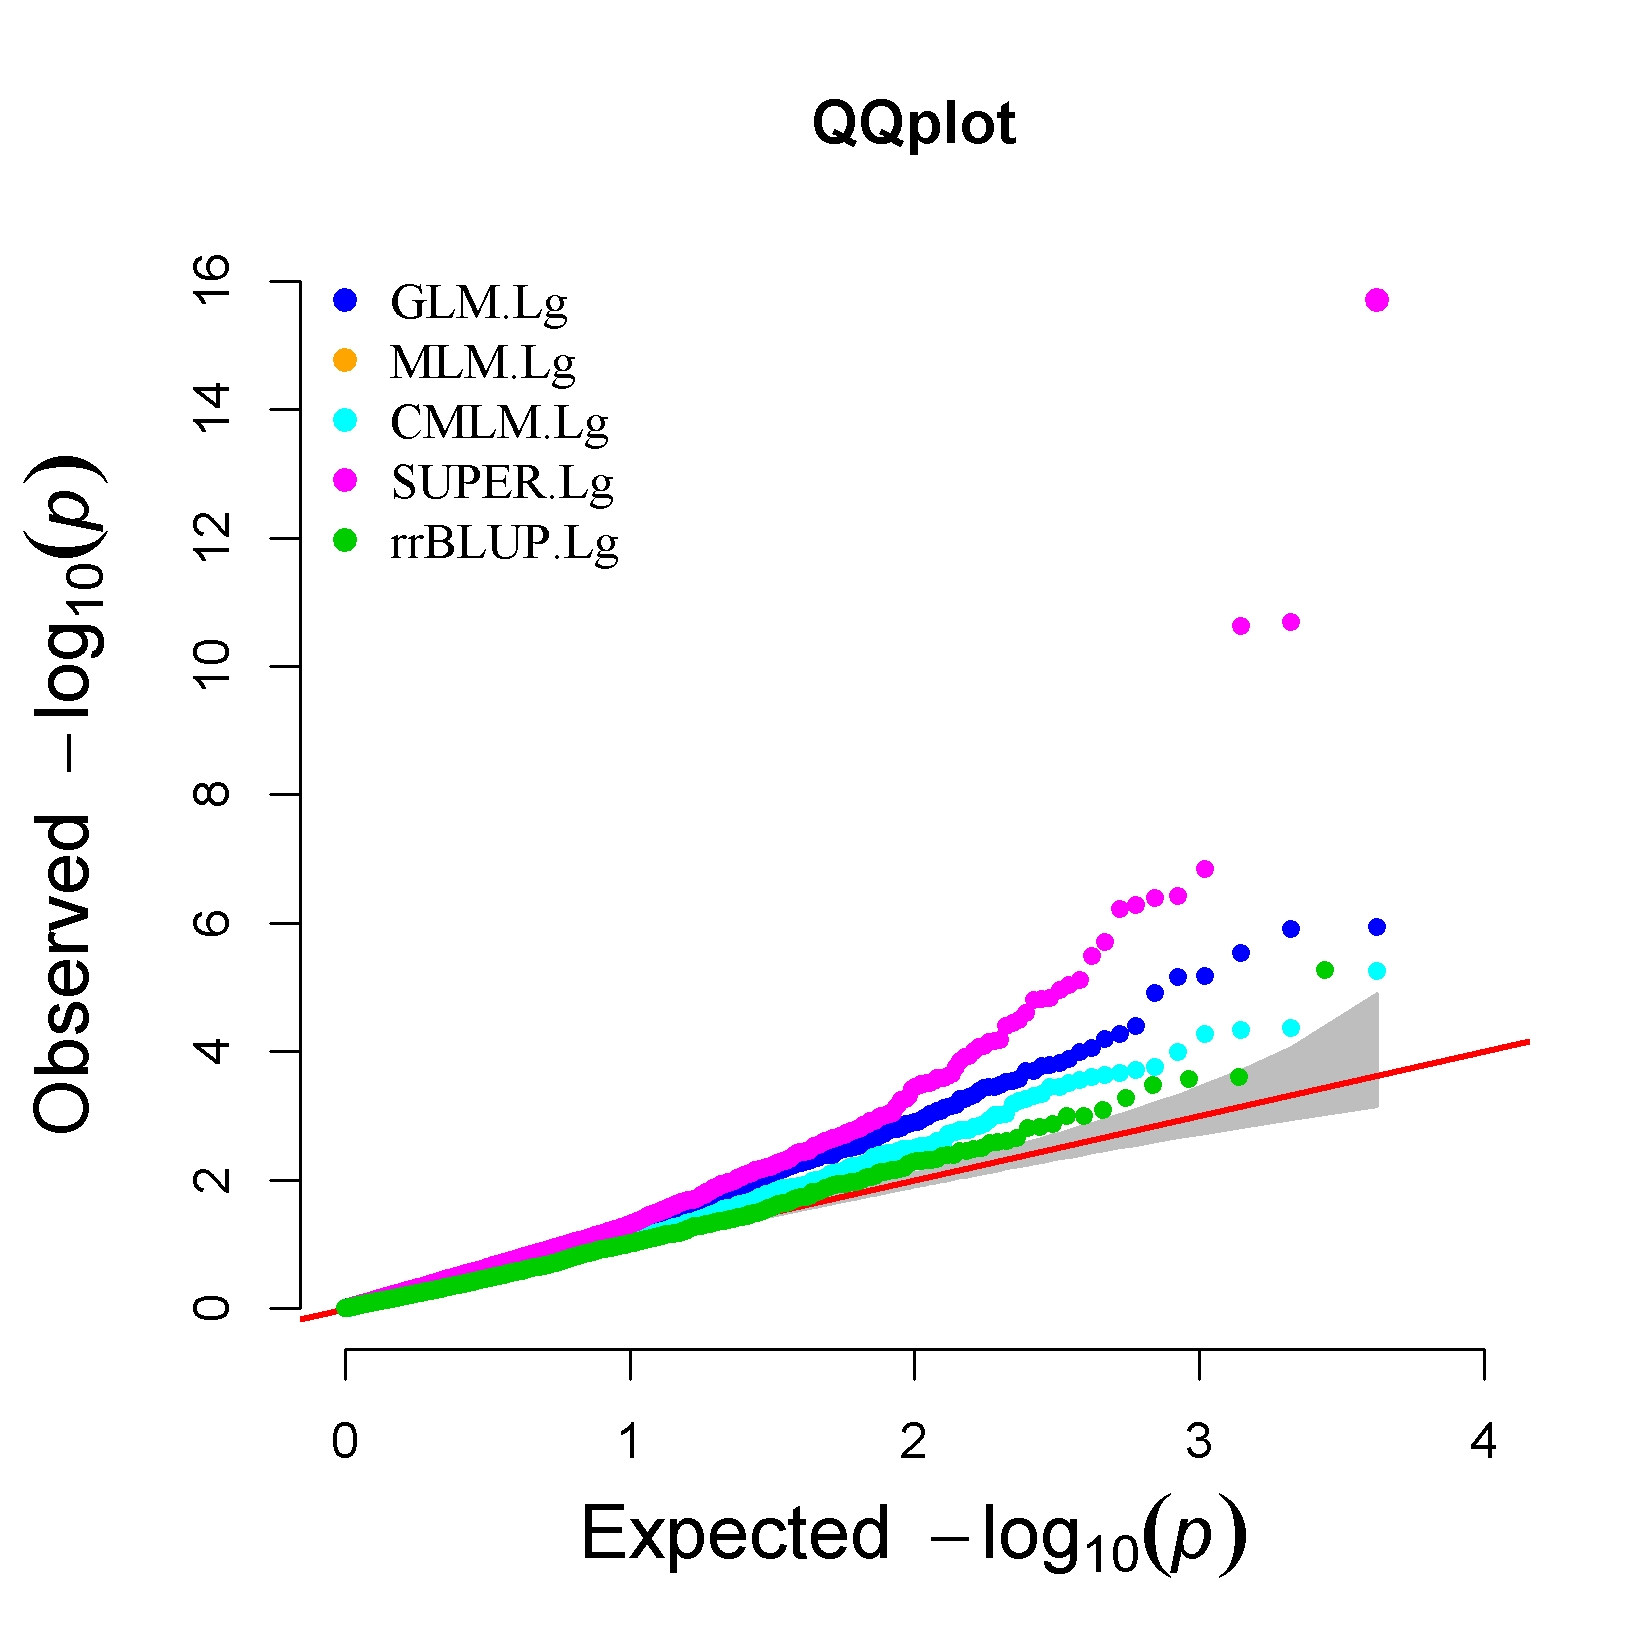 QQplot
16
14
12
10
8
6
4
2
0
Observed −log₁₀(p)
GLM.Lg
MLM.Lg
CMLM.Lg
SUPER.Lg
rrBLUP.Lg
0 1 2 3 4
Expected −log₁₀(p)